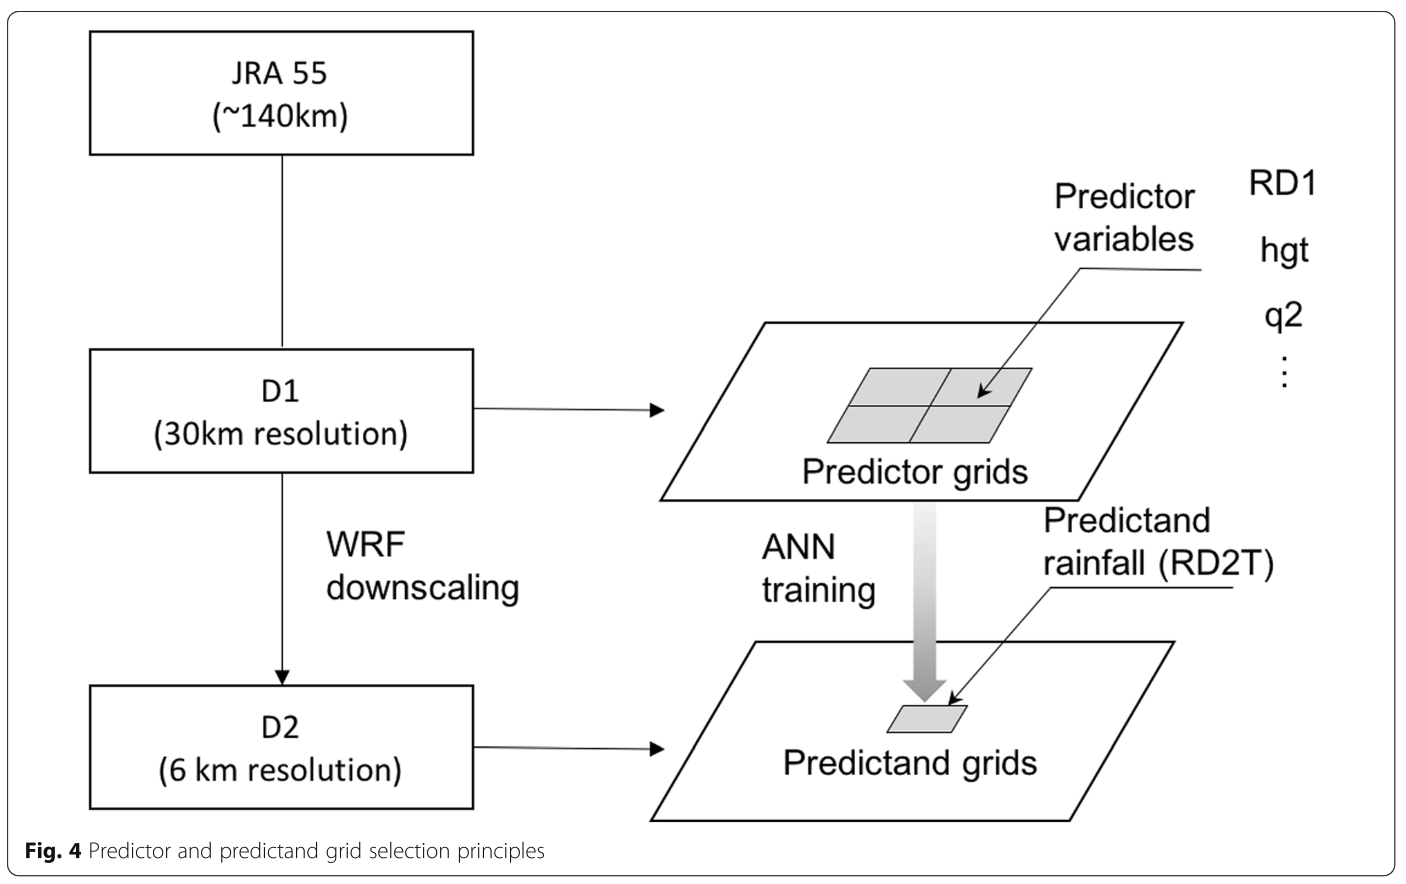 JRA 55
(~140km)
D1
(30km resolution)
WRF
downscaling
D2
(6 km resolution)
Predictor
variables
RD1
hgt
q2
⋮
Predictor grids
ANN
training
Predictand
rainfall (RD2T)
Predictand grids
Fig. 4 Predictor and predictand grid selection principles